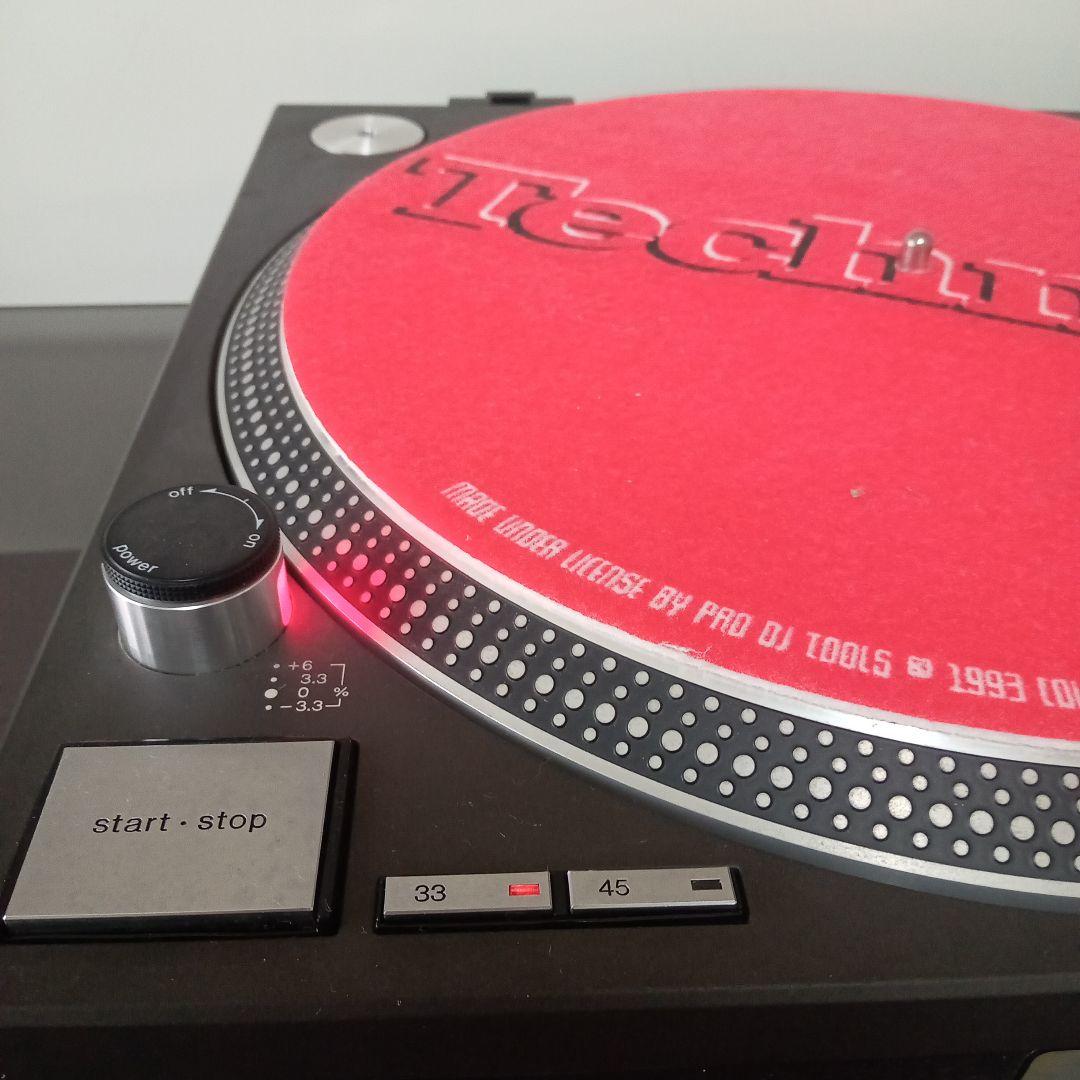 Techn
MADE UNDER LICENSE BY PRO DJ TOOLS © 1993
off
on
power
+6
3.3
0 %
−3.3
start · stop
33
45